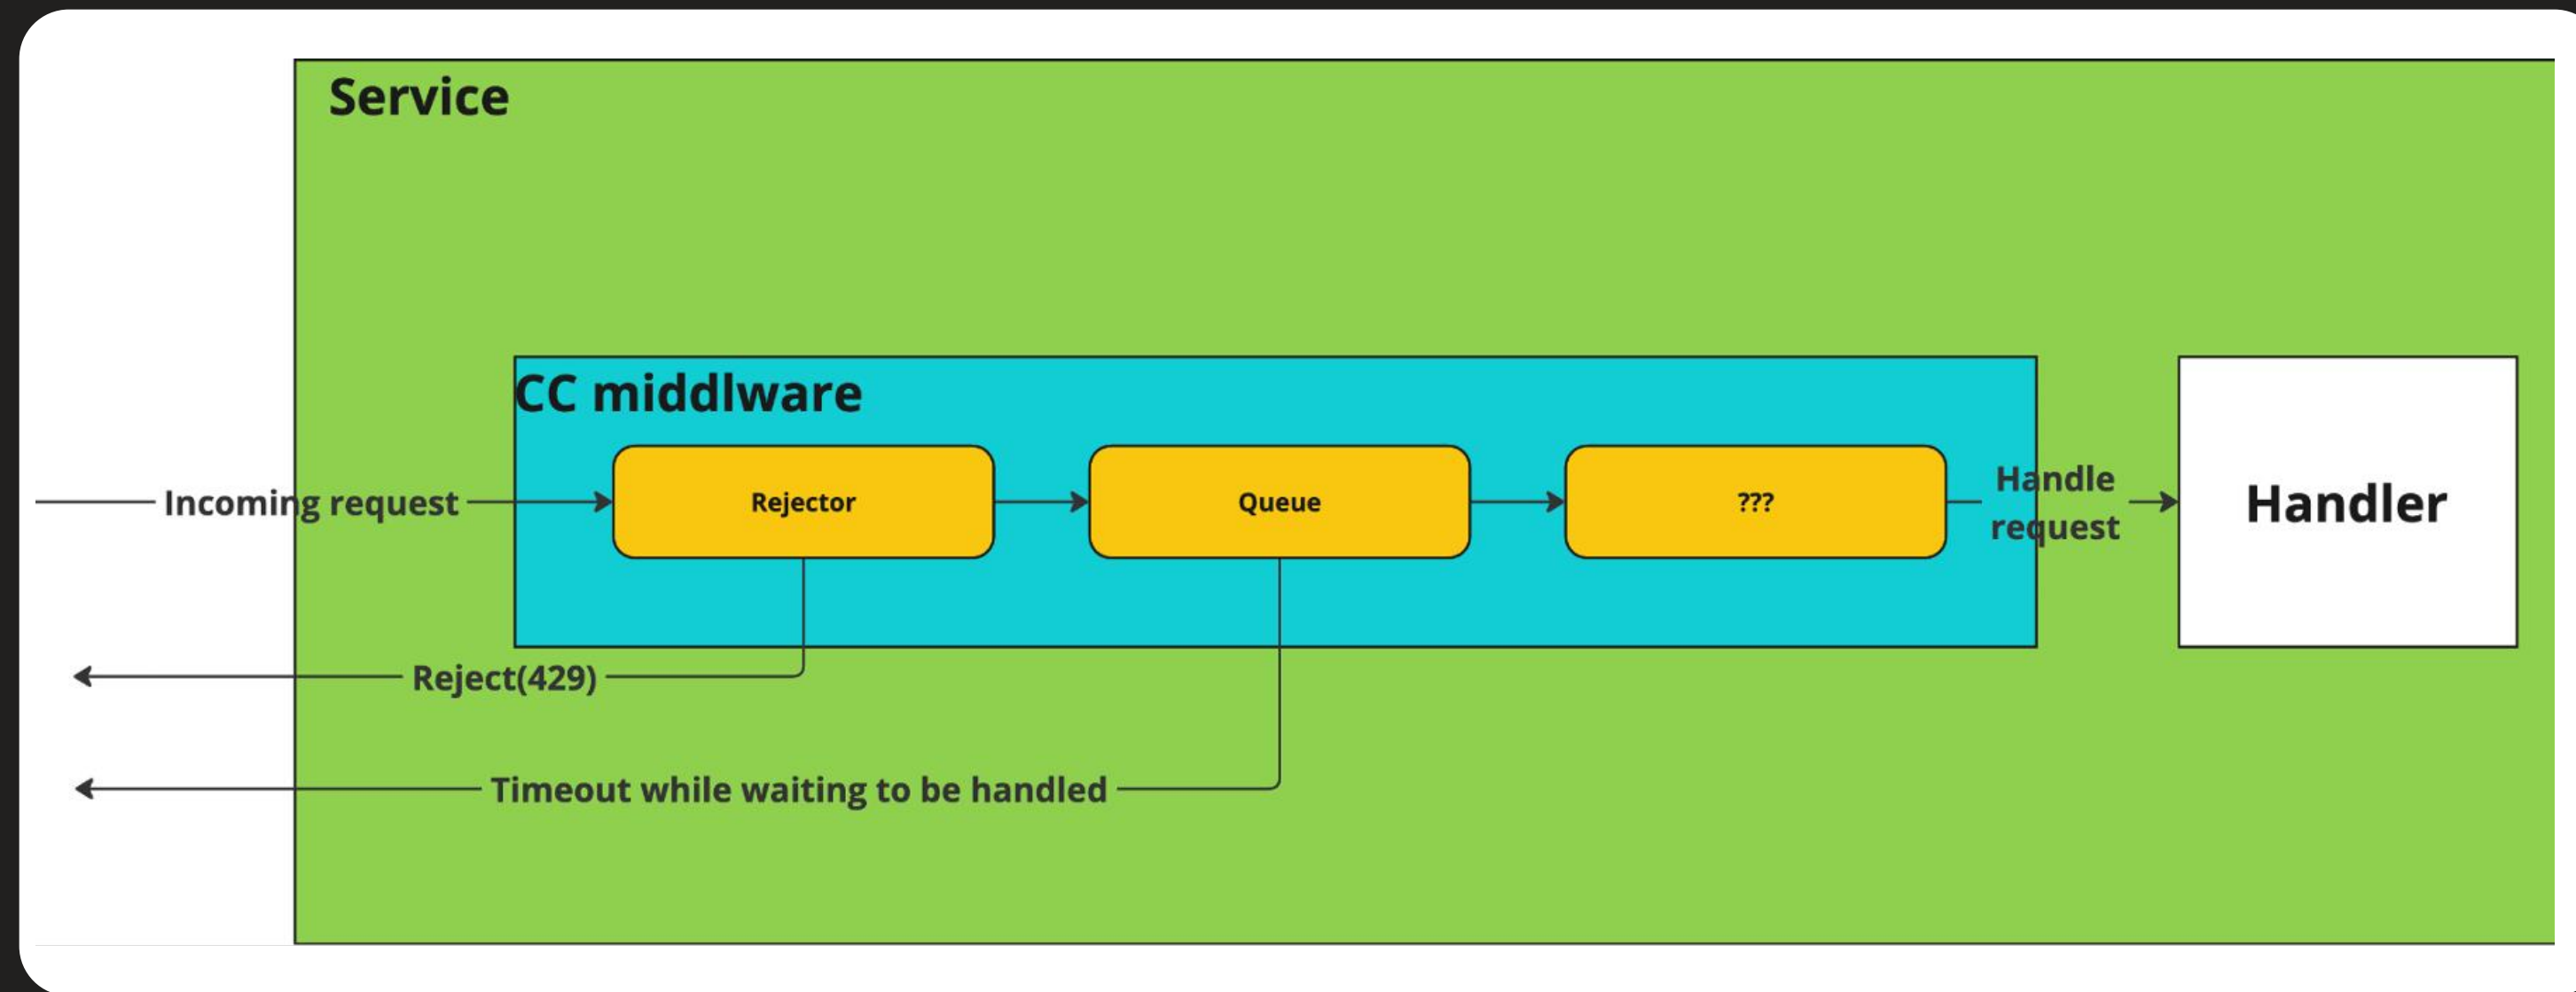 Service
CC middlware
Incoming request
Rejector
Queue
???
Handle
request
Handler
Reject(429)
Timeout while waiting to be handled